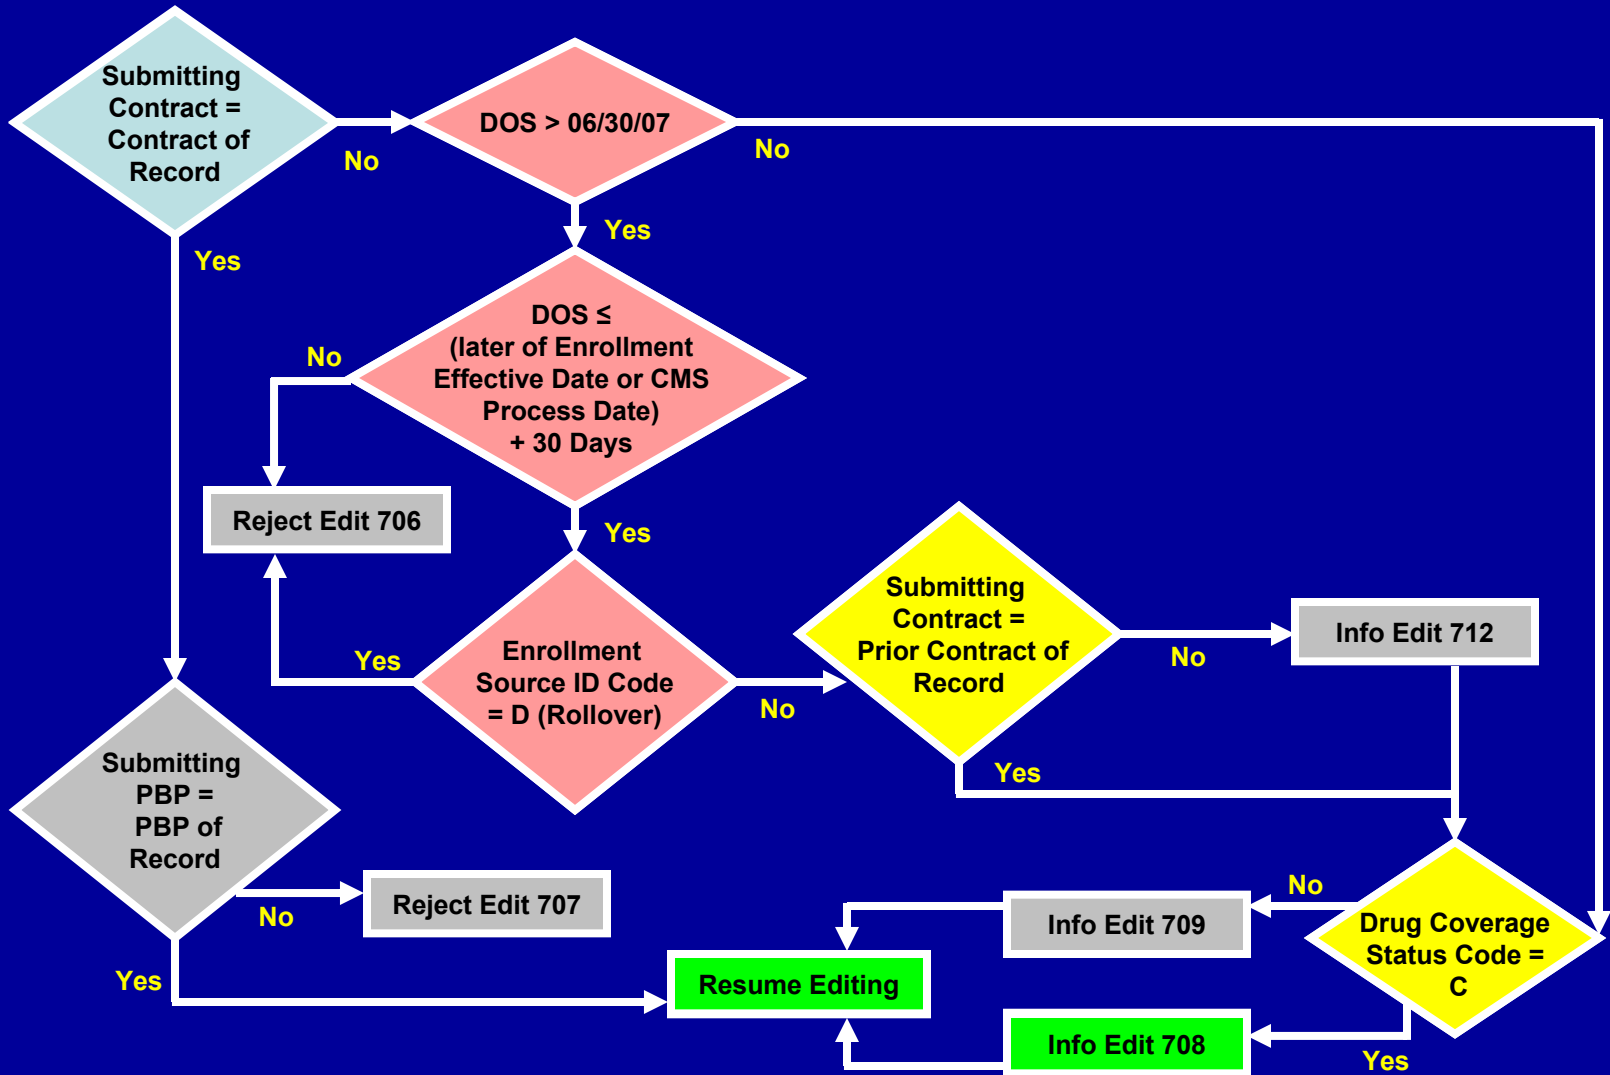 Submitting
Contract =
Contract of
Record
No
DOS > 06/30/07
No
Yes
Yes
DOS ≤
(later of Enrollment
Effective Date or CMS
Process Date)
+ 30 Days
No
Reject Edit 706
Yes
Enrollment
Source ID Code
= D (Rollover)
Yes
No
Submitting
Contract =
Prior Contract of
Record
No
Info Edit 712
Yes
Submitting
PBP =
PBP of
Record
No
Reject Edit 707
Yes
Drug Coverage
Status Code =
C
No
Info Edit 709
Resume Editing
Info Edit 708
Yes